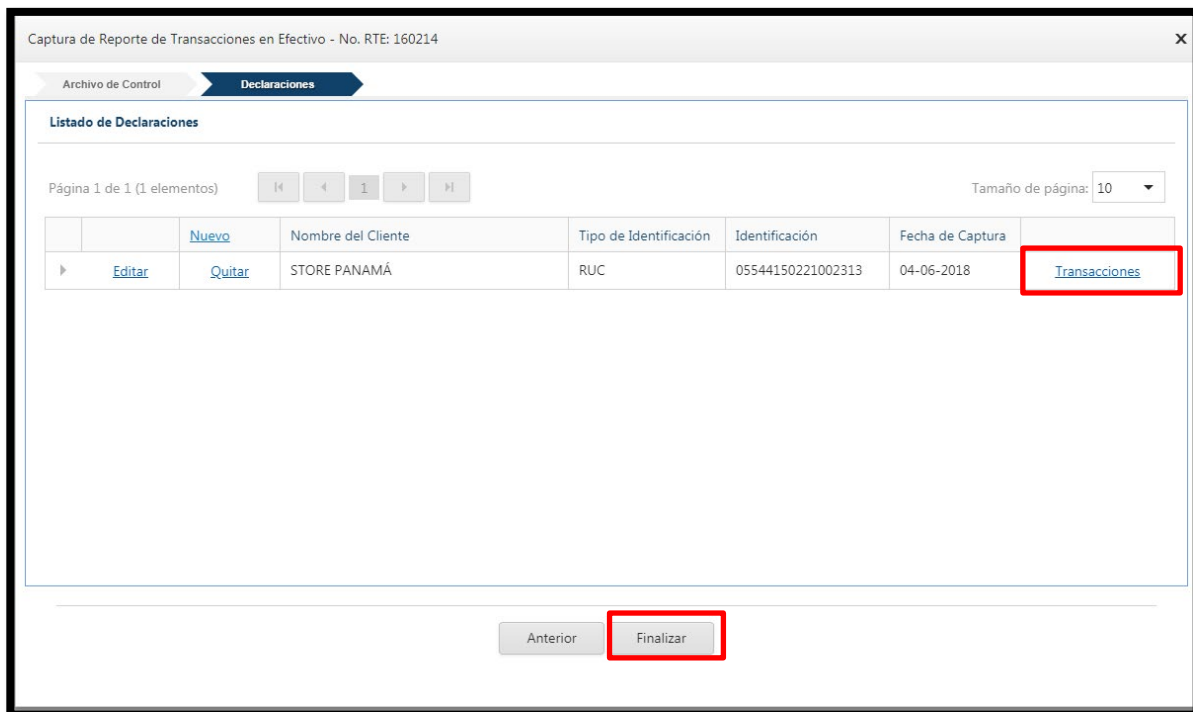 Captura de Reporte de Transacciones en Efectivo - No. RTE: 160214 X
Archivo de Control Declaraciones
Listado de Declaraciones
Página 1 de 1 (1 elementos) 1 Tamaño de página: 10
Nuevo Nombre del Cliente Tipo de Identificación Identificación Fecha de Captura
Editar Quitar STORE PANAMÁ RUC 05544150221002313 04-06-2018 Transacciones
Anterior Finalizar